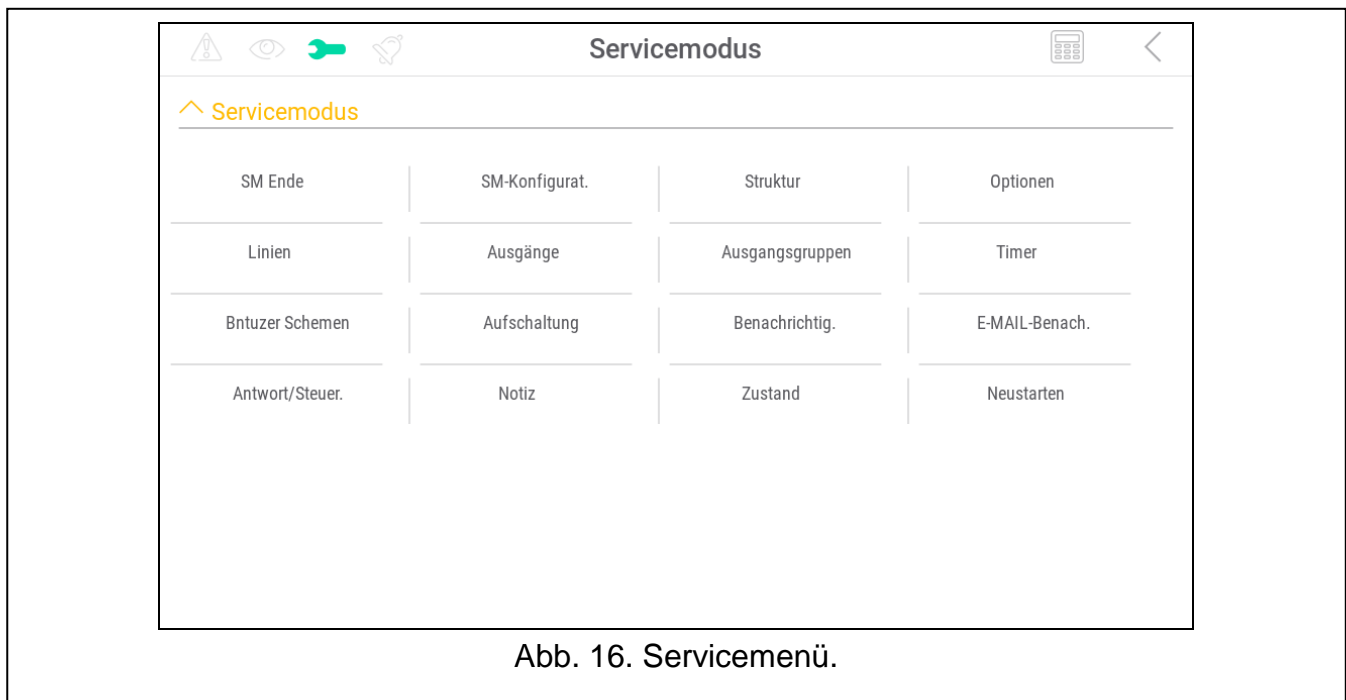 Servicemodus
Servicemodus
SM Ende SM-Konfigurat. Struktur Optionen
Linien Ausgänge Ausgangsgruppen Timer
Bntuzer Schemen Aufschaltung Benachrichtig. E-MAIL-Benach.
Antwort/Steuer. Notiz Zustand Neustarten
Abb. 16. Servicemenü.